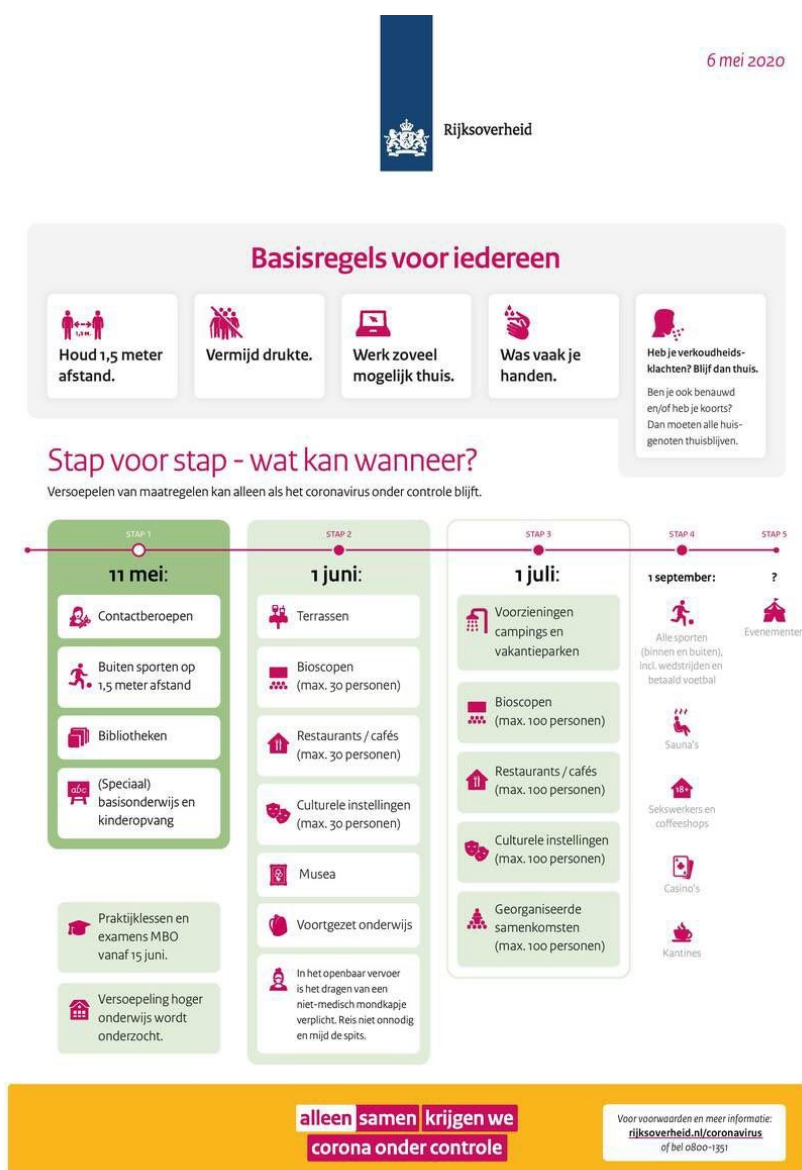 6 mei 2020
Rijksoverheid
Basisregels voor iedereen
1,5 M.
Houd 1,5 meter
afstand.
Vermijd drukte.
Werk zoveel
mogelijk thuis.
Was vaak je
handen.
Heb je verkoudheids-
klachten? Blijf dan thuis.
Ben je ook benauwd
en/of heb je koorts?
Dan moeten alle huis-
genoten thuisblijven.
Stap voor stap - wat kan wanneer?
Versoepelen van maatregelen kan alleen als het coronavirus onder controle blijft.
STAP 1
11 mei:
Contactberoepen
Buiten sporten op
1,5 meter afstand
Bibliotheken
abc
(Speciaal)
basisonderwijs en
kinderopvang
Praktijklessen en
examens MBO
vanaf 15 juni.
Versoepeling hoger
onderwijs wordt
onderzocht.
STAP 2
1 juni:
Terrassen
Bioscopen
(max. 30 personen)
Restaurants / cafés
(max. 30 personen)
Culturele instellingen
(max. 30 personen)
Musea
Voortgezet onderwijs
In het openbaar vervoer
is het dragen van een
niet-medisch mondkapje
verplicht. Reis niet onnodig
en mijd de spits.
STAP 3
1 juli:
Voorzieningen
campings en
vakantieparken
Bioscopen
(max. 100 personen)
Restaurants / cafés
(max. 100 personen)
Culturele instellingen
(max. 100 personen)
Georganiseerde
samenkomsten
(max. 100 personen)
STAP 4
1 september:
Alle sporten
(binnen en buiten),
incl. wedstrijden en
betaald voetbal
Sauna's
18+
Sekswerkers en
coffeeshops
Casino's
Kantines
STAP 5
?
Evenementen
alleen samen krijgen we
corona onder controle
Voor voorwaarden en meer informatie:
rijksoverheid.nl/coronavirus
of bel 0800-1351